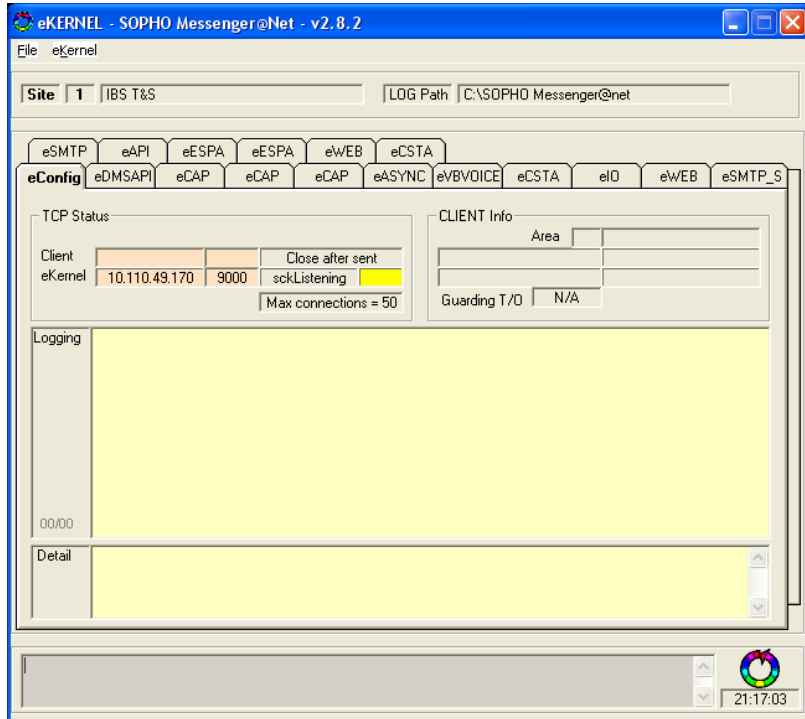 eKERNEL - SOPHO Messenger@Net - v2.8.2
File eKernel
Site 1 IBS T&S LOG Path C:\SOPHO Messenger@net
eSMTP eAPI eESPA eESPA eWEB eCSTA
eConfig eDMSAPI eCAP eCAP eCAP eASYNC eVBVOICE eCSTA eIO eWEB eSMTP_S
TCP Status
Client Close after sent
eKernel 10.110.49.170 9000 sckListening
Max connections = 50
CLIENT Info
Area
Guarding T/O N/A
Logging
00/00
Detail
21:17:03